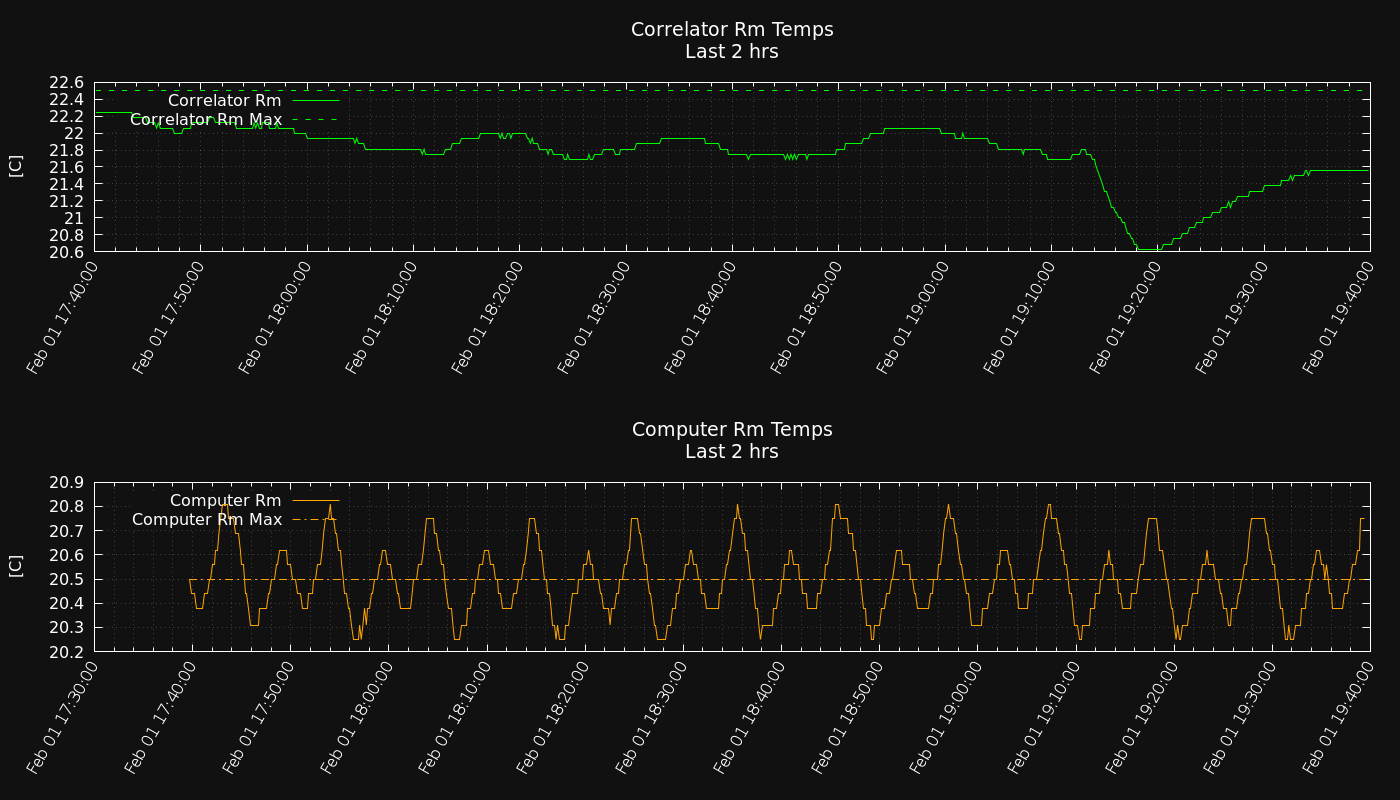 Correlator Rm Temps
Last 2 hrs
22.6
22.4
22.2
22
21.8
21.6
21.4
21.2
21
20.8
20.6
[C]
Correlator Rm
Correlator Rm Max
Feb 01 17:40:00
Feb 01 17:50:00
Feb 01 18:00:00
Feb 01 18:10:00
Feb 01 18:20:00
Feb 01 18:30:00
Feb 01 18:40:00
Feb 01 18:50:00
Feb 01 19:00:00
Feb 01 19:10:00
Feb 01 19:20:00
Feb 01 19:30:00
Feb 01 19:40:00
Computer Rm Temps
Last 2 hrs
20.9
20.8
20.7
20.6
20.5
20.4
20.3
20.2
[C]
Computer Rm
Computer Rm Max
Feb 01 17:30:00
Feb 01 17:40:00
Feb 01 17:50:00
Feb 01 18:00:00
Feb 01 18:10:00
Feb 01 18:20:00
Feb 01 18:30:00
Feb 01 18:40:00
Feb 01 18:50:00
Feb 01 19:00:00
Feb 01 19:10:00
Feb 01 19:20:00
Feb 01 19:30:00
Feb 01 19:40:00